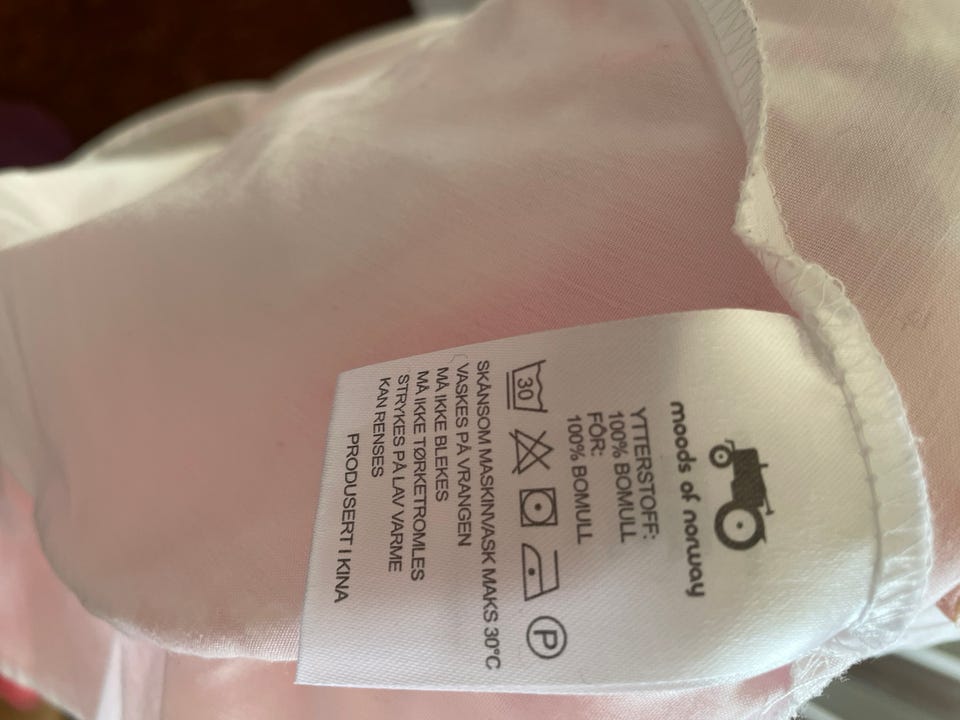 moods of norway
YTTERSTOFF:
100% BOMULL
FÔR:
100% BOMULL
30 P
SKÅNSOM MASKINVASK MAKS 30°C
VASKES PÅ VRANGEN
MÅ IKKE BLEKES
MÅ IKKE TØRKETROMLES
STRYKES PÅ LAV VARME
KAN RENSES
PRODUSERT I KINA